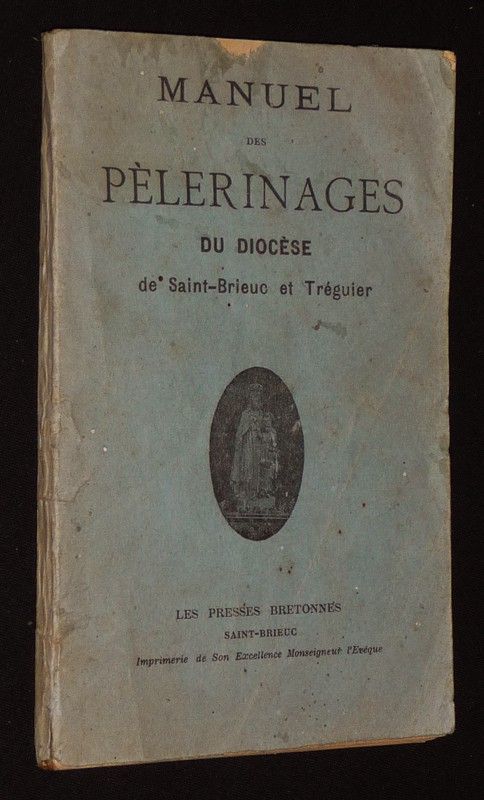 MANUEL
DES
PÈLERINAGES
DU DIOCÈSE
de Saint-Brieuc et Tréguier
LES PRESSES BRETONNES
SAINT-BRIEUC
Imprimerie de Son Excellence Monseigneur l'Evêque